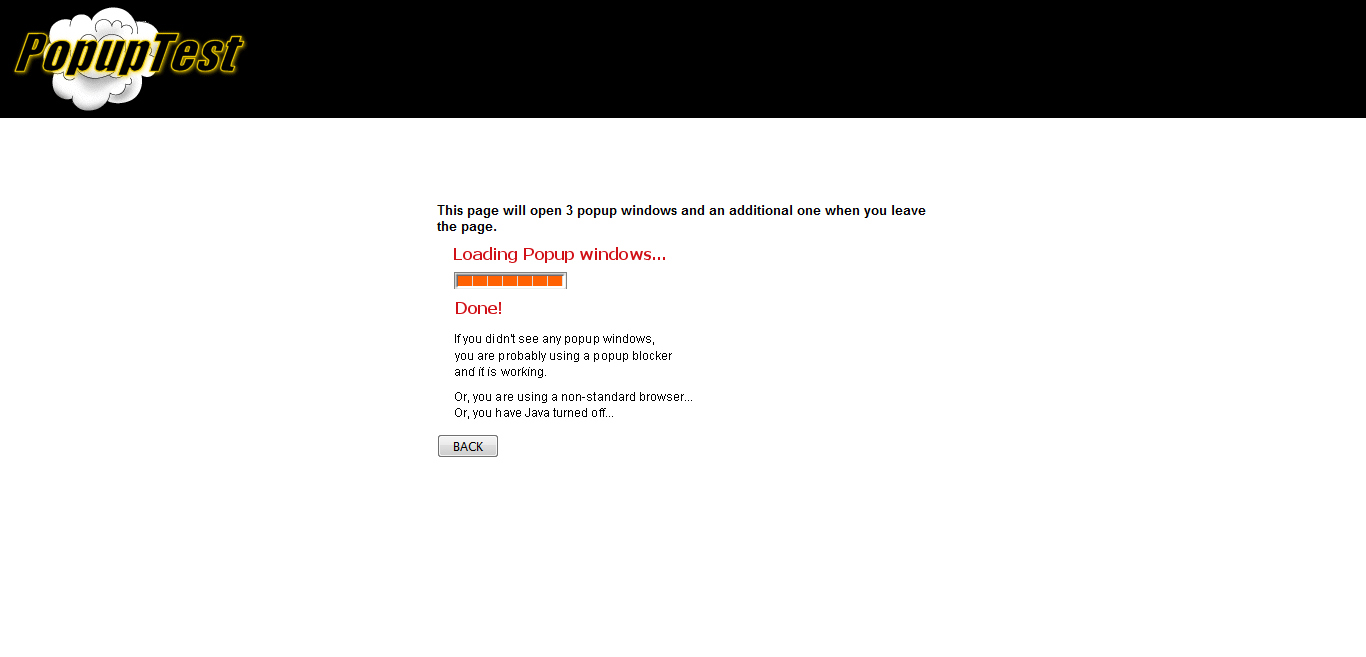 PopupTest
This page will open 3 popup windows and an additional one when you leave
the page.
Loading Popup windows...
Done!
If you didn't see any popup windows,
you are probably using a popup blocker
and it is working.
Or, you are using a non-standard browser...
Or, you have Java turned off...
BACK